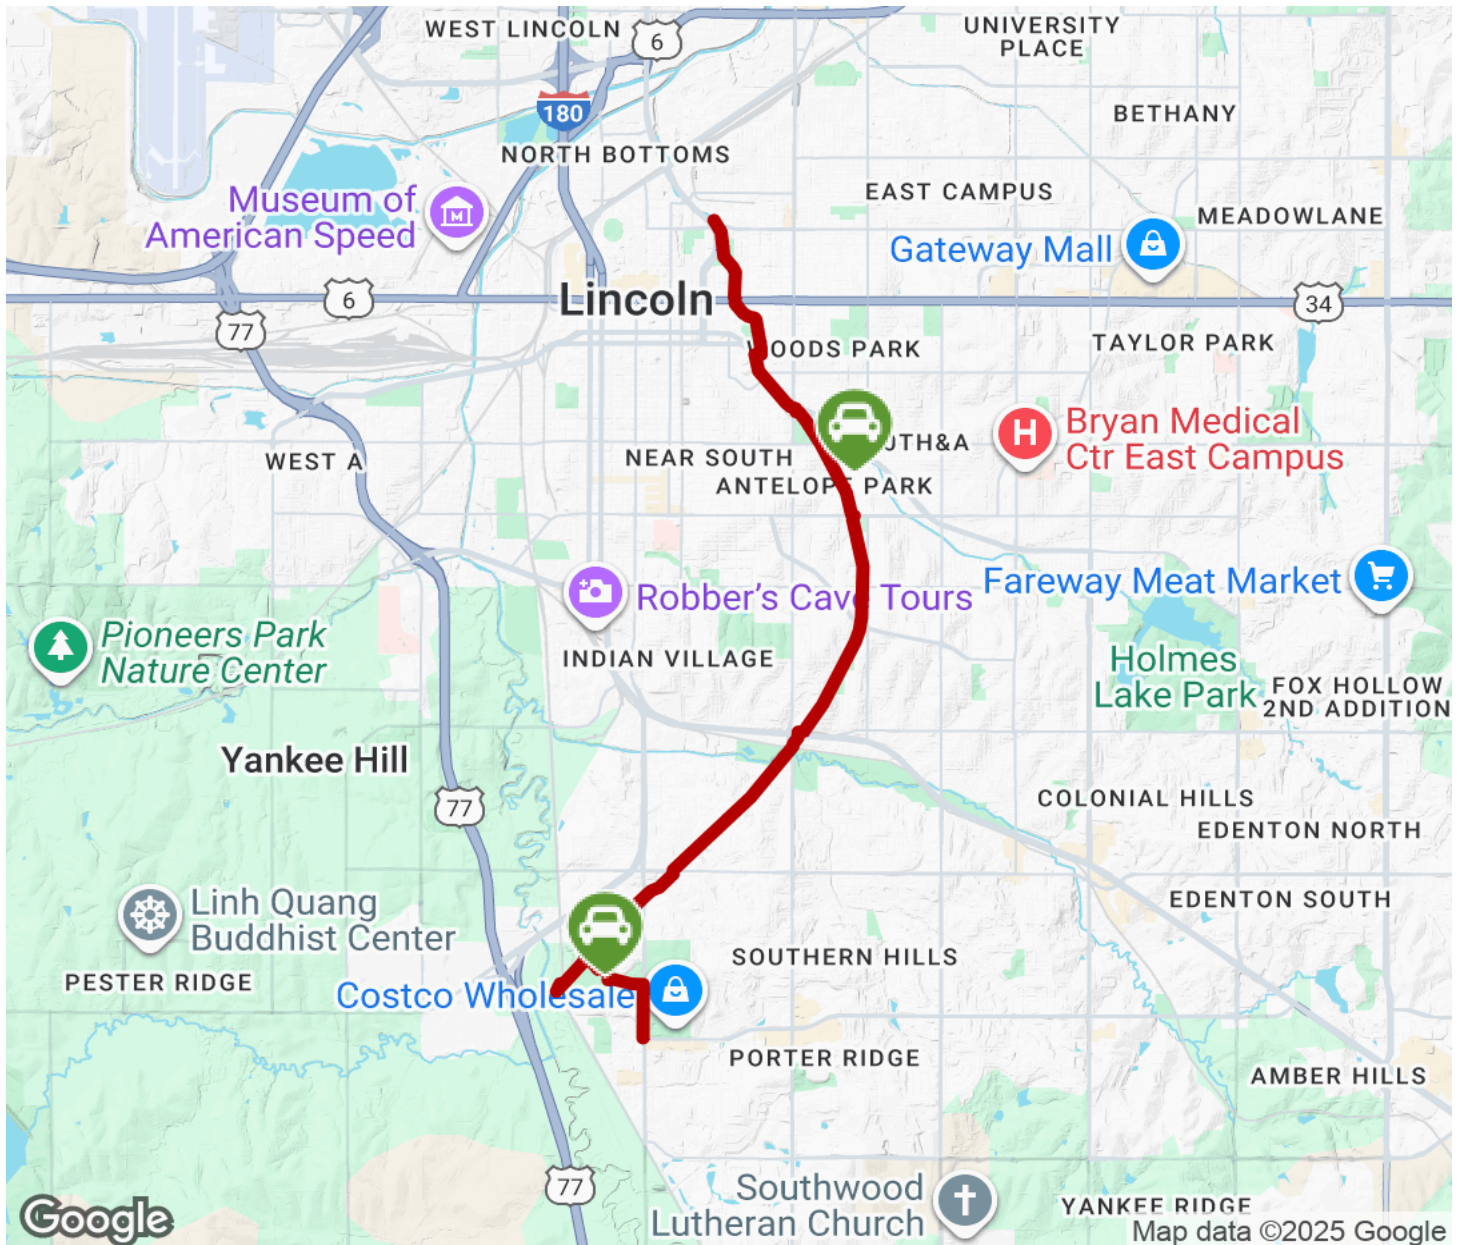 WEST LINCOLN
6
UNIVERSITY
PLACE
180
BETHANY
NORTH BOTTOMS
EAST CAMPUS
Museum of
American Speed
M
MEADOWLANE
Gateway Mall
6
Lincoln
34
77
WOODS PARK
TAYLOR PARK
H
Bryan Medical
Ctr East Campus
WEST A
NEAR SOUTH
UTH&A
ANTELOPE PARK
Robber's Cave Tours
Fareway Meat Market
Pioneers Park
Nature Center
INDIAN VILLAGE
Holmes
Lake Park
FOX HOLLOW
2ND ADDITION
Yankee Hill
77
COLONIAL HILLS
EDENTON NORTH
Linh Quang
Buddhist Center
EDENTON SOUTH
SOUTHERN HILLS
PESTER RIDGE
Costco Wholesale
PORTER RIDGE
AMBER HILLS
77
Southwood
Lutheran Church
YANKEE RIDGE
Google
Map data ©2025 Google